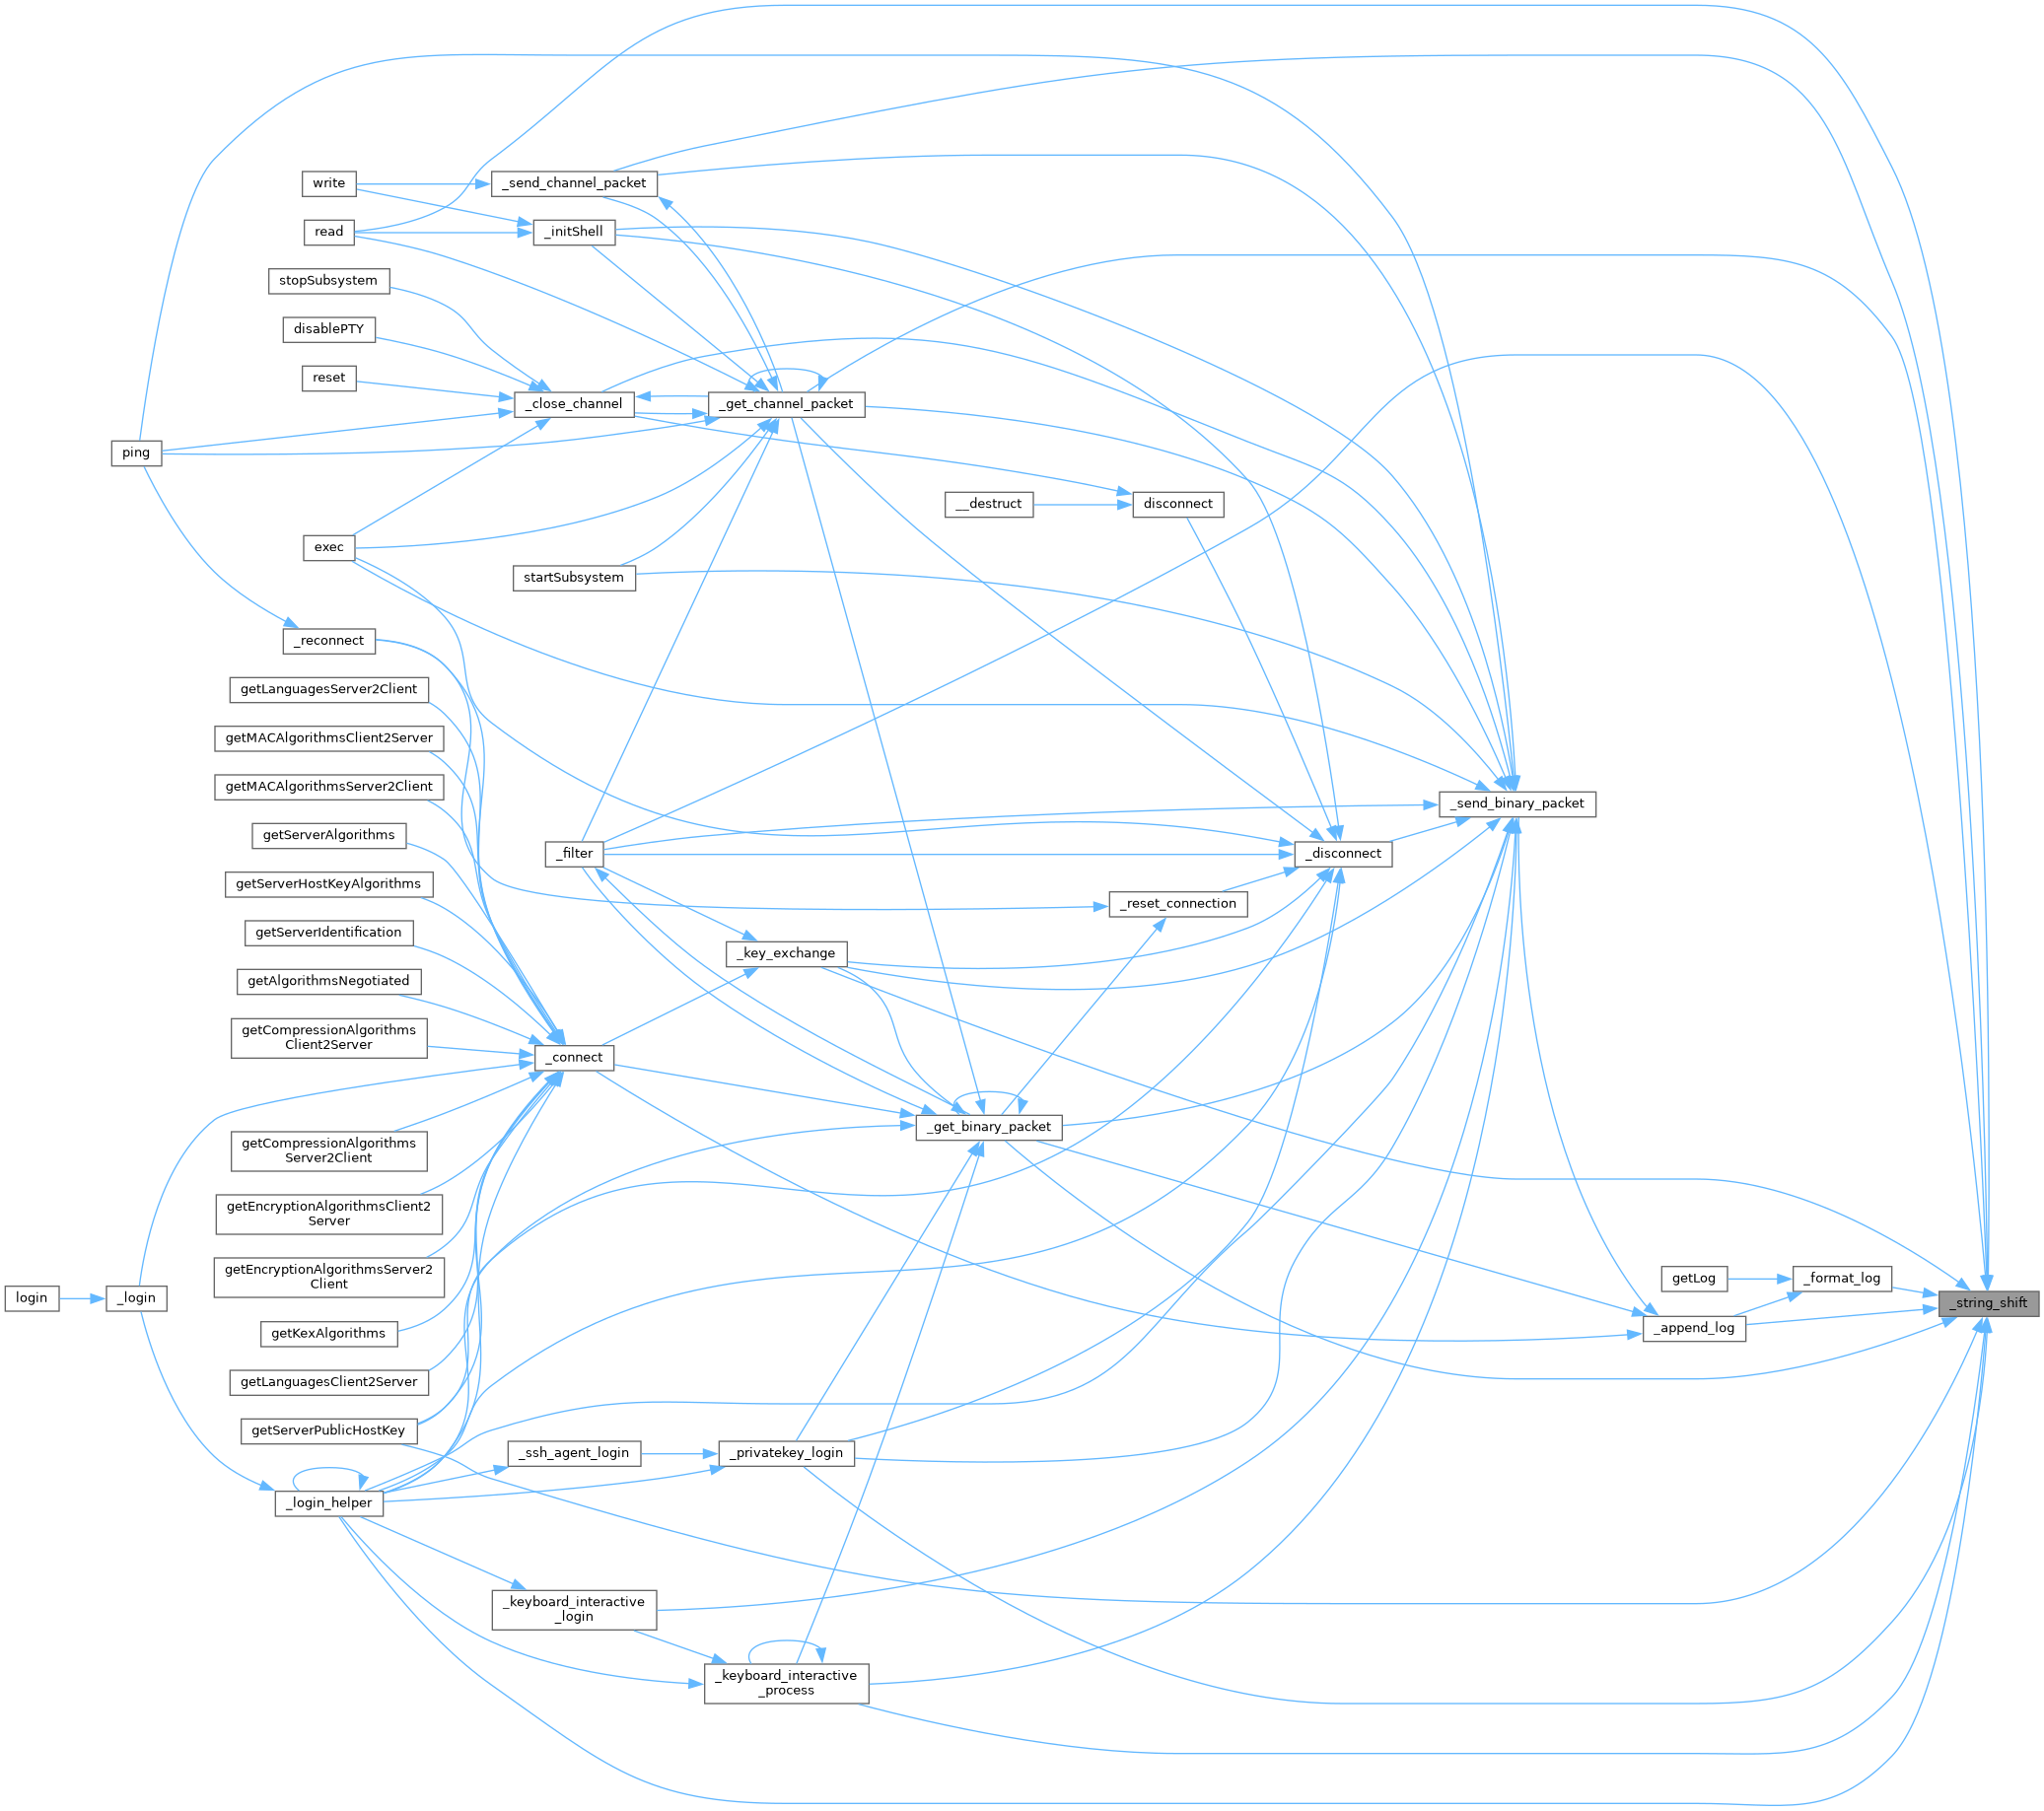 write
_send_channel_packet
read
_initShell
stopSubsystem
disablePTY
reset
_close_channel
_get_channel_packet
ping
__destruct
disconnect
exec
startSubsystem
_reconnect
getLanguagesServer2Client
getMACAlgorithmsClient2Server
getMACAlgorithmsServer2Client
_send_binary_packet
getServerAlgorithms
_filter
_disconnect
getServerHostKeyAlgorithms
_reset_connection
getServerIdentification
_key_exchange
getAlgorithmsNegotiated
getCompressionAlgorithms
Client2Server
_connect
_get_binary_packet
getCompressionAlgorithms
Server2Client
getEncryptionAlgorithmsClient2
Server
getEncryptionAlgorithmsServer2
Client
getLog
_format_log
login
_login
_string_shift
getKexAlgorithms
_append_log
getLanguagesClient2Server
getServerPublicHostKey
_ssh_agent_login
_privatekey_login
_login_helper
_keyboard_interactive
_login
_keyboard_interactive
_process